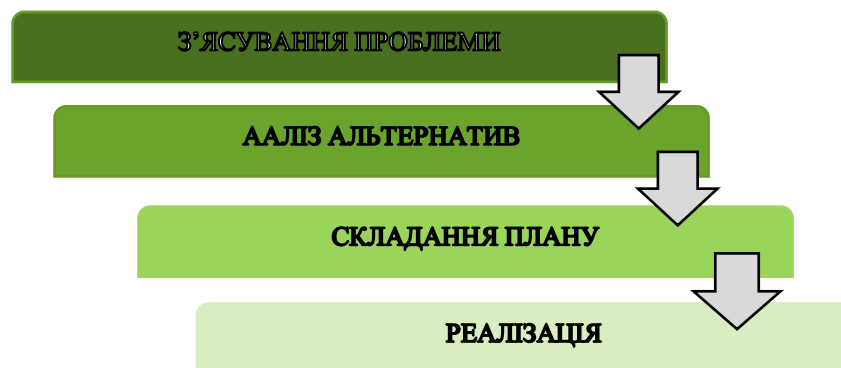 З’ЯСУВАННЯ ПРОБЛЕМИ
ААЛІЗ АЛЬТЕРНАТИВ
СКЛАДАННЯ ПЛАНУ
РЕАЛІЗАЦІЯ